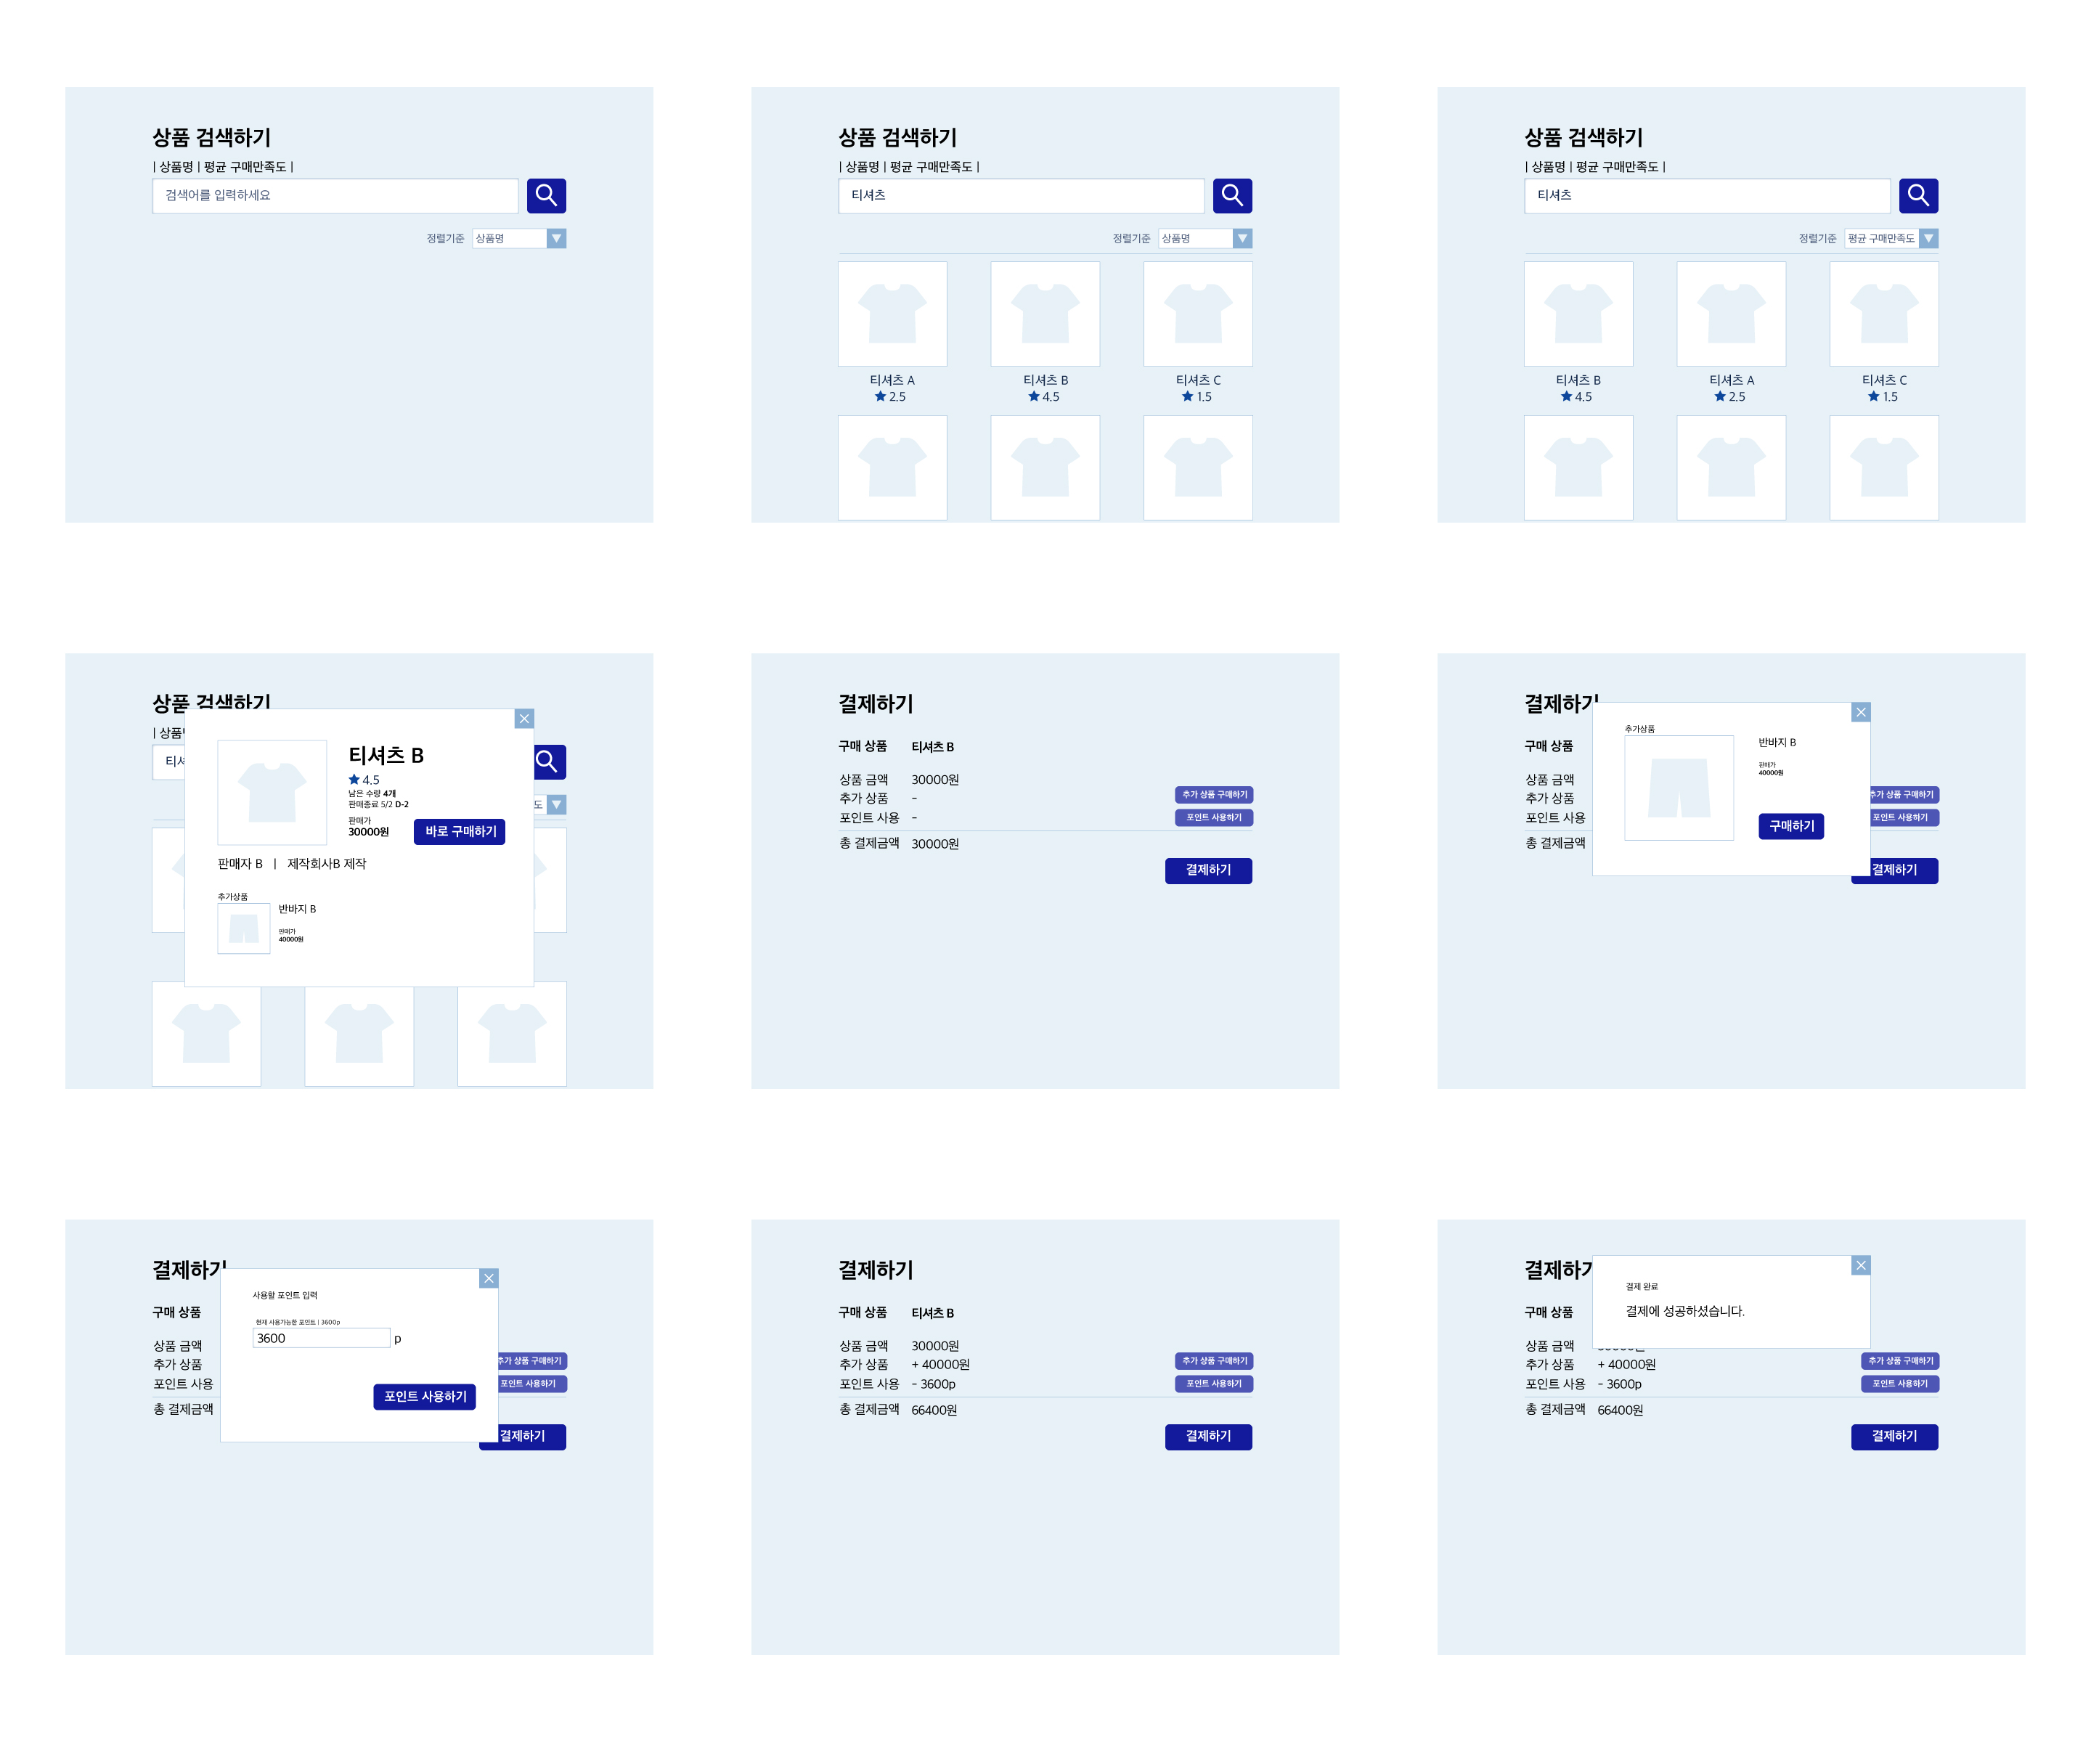 상품 검색하기
| 상품명 | 평균 구매만족도 |
검색어를 입력하세요
정렬기준 상품명
상품 검색하기
| 상품명 | 평균 구매만족도 |
티셔츠
정렬기준 상품명
티셔츠 A
2.5
티셔츠 B
4.5
티셔츠 C
1.5
상품 검색하기
| 상품명 | 평균 구매만족도 |
티셔츠
정렬기준 평균 구매만족도
티셔츠 B
4.5
티셔츠 A
2.5
티셔츠 C
1.5
상품 검색하기
| 상품
티셔
도
티셔츠 B
4.5
남은 수량 4개
판매종료 5/2 D-2
판매가
30000원
바로 구매하기
판매자 B | 제작회사B 제작
추가상품
반바지 B
판매가
40000원
결제하기
구매 상품 티셔츠 B
상품 금액 30000원
추가 상품 -
추가 상품 구매하기
포인트 사용 -
포인트 사용하기
총 결제금액 30000원
결제하기
결제하기
구매 상품
상품 금액
추가 상품
추가 상품 구매하기
포인트 사용
포인트 사용하기
총 결제금액
결제하기
추가상품
반바지 B
판매가
40000원
구매하기
결제하기
구매 상품
상품 금액
추가 상품
추가 상품 구매하기
포인트 사용
포인트 사용하기
총 결제금액
결제하기
사용할 포인트 입력
현재 사용가능한 포인트 | 3600p
3600 p
포인트 사용하기
결제하기
구매 상품 티셔츠 B
상품 금액 30000원
추가 상품 + 40000원
추가 상품 구매하기
포인트 사용 - 3600p
포인트 사용하기
총 결제금액 66400원
결제하기
결제하기
결제 완료
결제에 성공하셨습니다.
구매 상품
상품 금액 30000원
추가 상품 + 40000원
추가 상품 구매하기
포인트 사용 - 3600p
포인트 사용하기
총 결제금액 66400원
결제하기